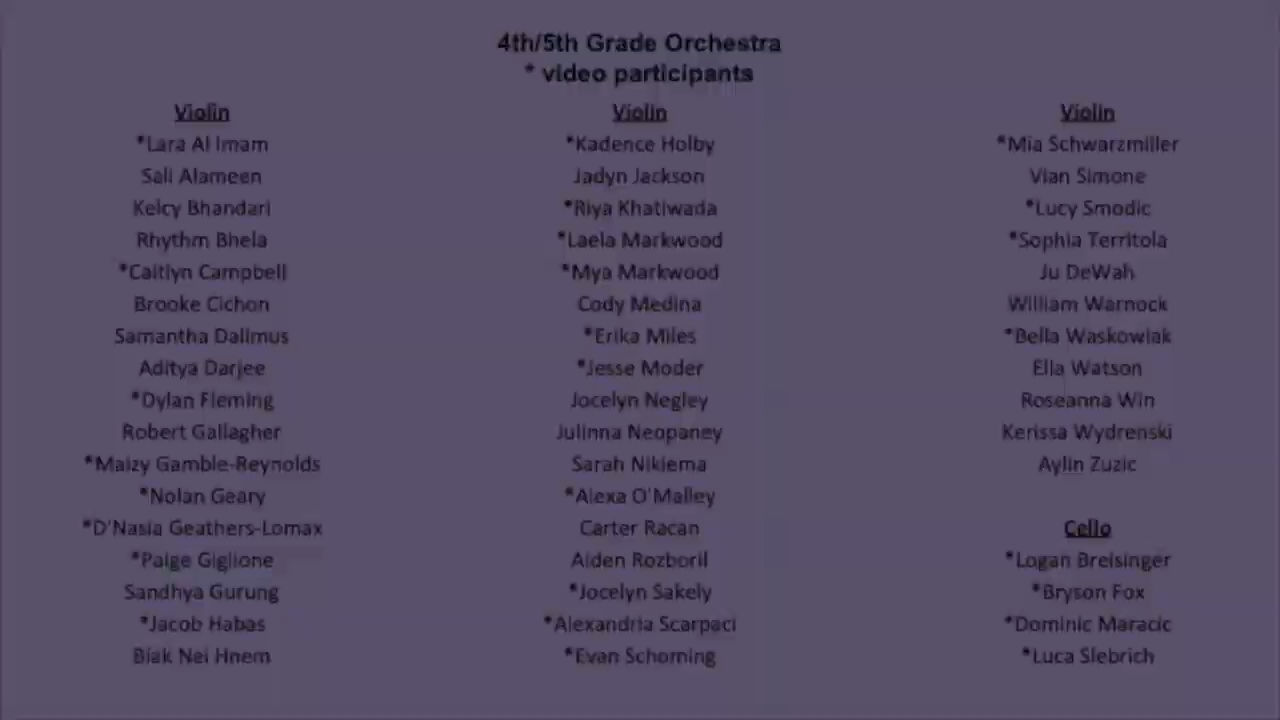 4th/5th Grade Orchestra
* video participants
Violin
*Lara Al Imam
Sali Alameen
Kelcy Bhandari
Rhythm Bhela
*Caitlyn Campbell
Brooke Cichon
Samantha Dalimus
Aditya Darjee
*Dylan Fleming
Robert Gallagher
*Maizy Gamble-Reynolds
*Nolan Geary
*D'Nasia Geathers-Lomax
*Paige Giglione
Sandhya Gurung
*Jacob Habas
Biak Nei Hnem
Violin
*Kadence Holby
Jadyn Jackson
*Riya Khatiwada
*Laela Markwood
*Mya Markwood
Cody Medina
*Erika Miles
*Jesse Moder
Jocelyn Negley
Julinna Neopaney
Sarah Nikiema
*Alexa O'Malley
Carter Racan
Aiden Rozboril
*Jocelyn Sakely
*Alexandria Scarpaci
*Evan Schorning
Violin
*Mia Schwarzmiller
Vian Simone
*Lucy Smodic
*Sophia Territola
Ju DeWah
William Warnock
*Bella Waskowiak
Ella Watson
Roseanna Win
Kerissa Wydrenski
Aylin Zuzic
Cello
*Logan Breisinger
*Bryson Fox
*Dominic Maracic
*Luca Siebrich